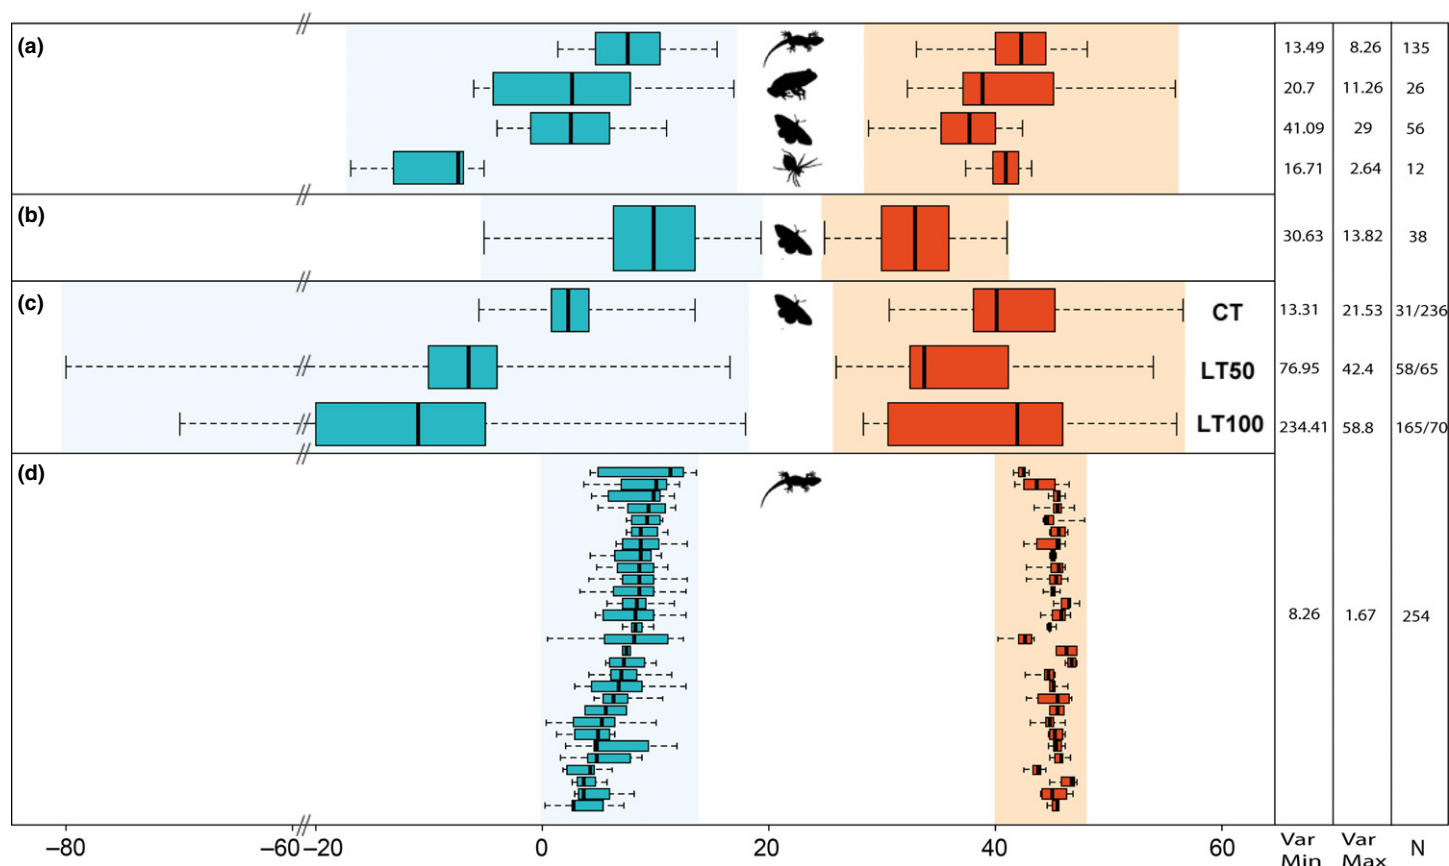 (a)
13.49 8.26 135
20.7 11.26 26
41.09 29 56
16.71 2.64 12
(b)
30.63 13.82 38
(c)
CT 13.31 21.53 31/236
LT50 76.95 42.4 58/65
LT100 234.41 58.8 165/70
(d)
8.26 1.67 254
−80 −60 −20 0 20 40 60
Var Min Var Max N